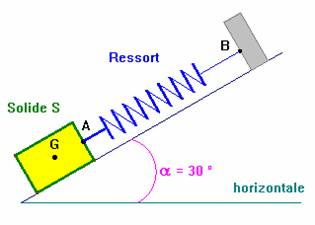 B
Ressort
Solide S
A
G
α = 30 °
horizontale